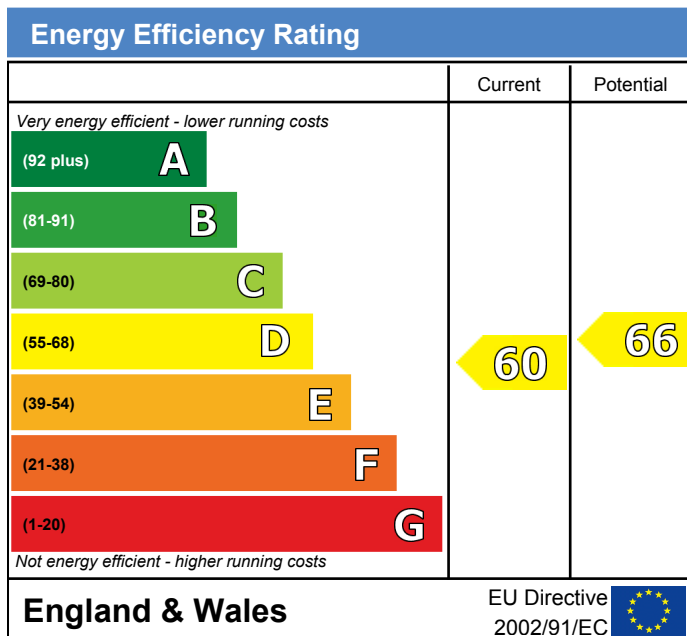 Energy Efficiency Rating
Current Potential
Very energy efficient - lower running costs
(92 plus) A
(81-91) B
(69-80) C
(55-68) D
(39-54) E
(21-38) F
(1-20) G
60
66
Not energy efficient - higher running costs
England & Wales
EU Directive
2002/91/EC